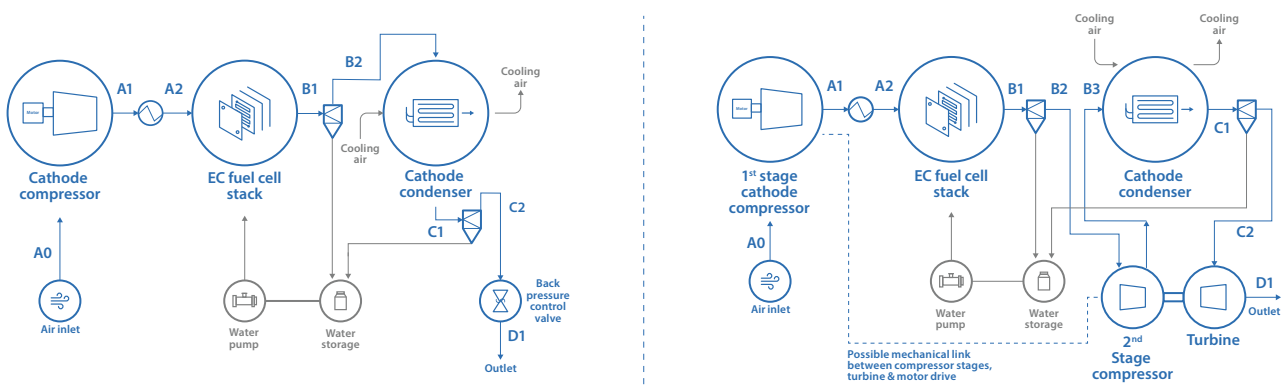 B2
Cooling
air
A1
A2
B1
Motor
Cooling
air
Cathode
compressor
EC fuel cell
stack
Cathode
condenser
C1
C2
A0
Air inlet
Water
pump
Water
storage
Back
pressure
control
valve
D1
Outlet
Cooling
air
Cooling
air
A1
A2
B1
B2
B3
Motor
C1
1st stage
cathode
compressor
EC fuel cell
stack
Cathode
condenser
A0
C2
Air inlet
Water
pump
Water
storage
D1
Outlet
2nd
Stage
compressor
Turbine
Possible mechanical link
between compressor stages,
turbine & motor drive